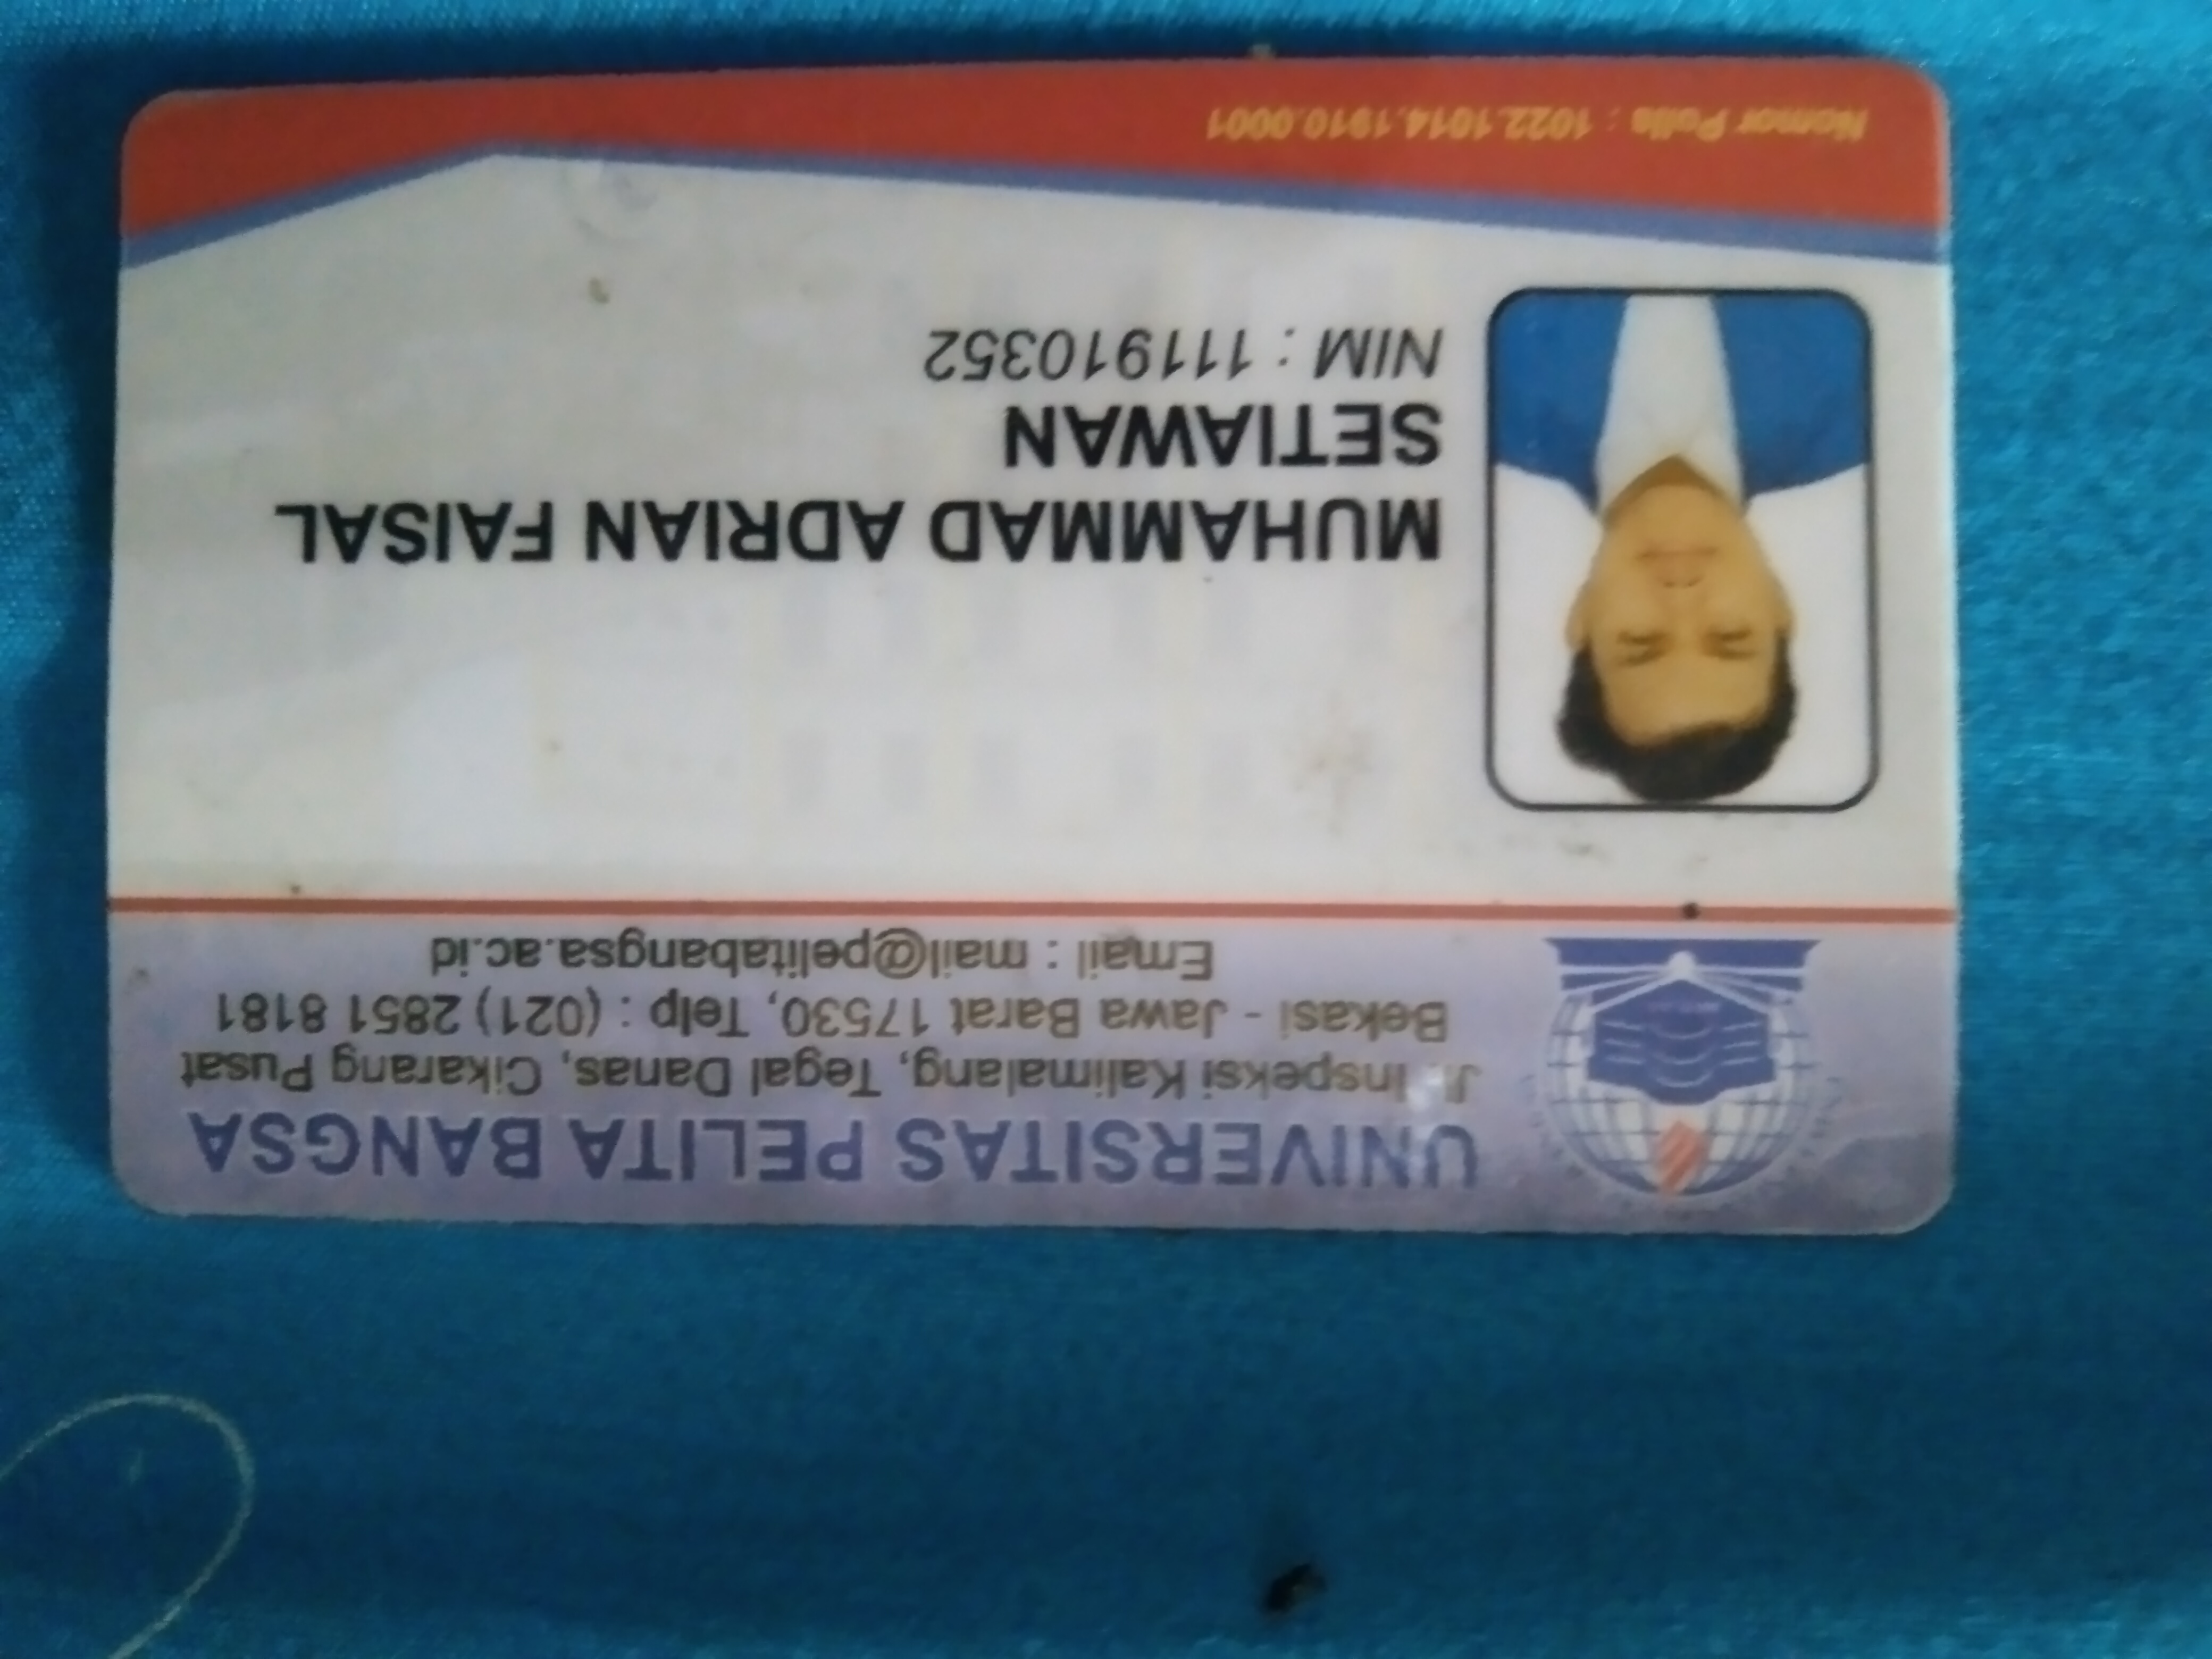 UNIVERSITAS PELITA BANGSA
Jl. Inspeksi Kalimalang, Tegal Danas, Cikarang Pusat
Bekasi - Jawa Barat 17530, Telp : (021) 2851 8181
Email : mail@pelitabangsa.ac.id
MUHAMMAD ADRIAN FAISAL
SETIAWAN
NIM : 111910352
Nomor Polis : 1022.1014.1910.0001